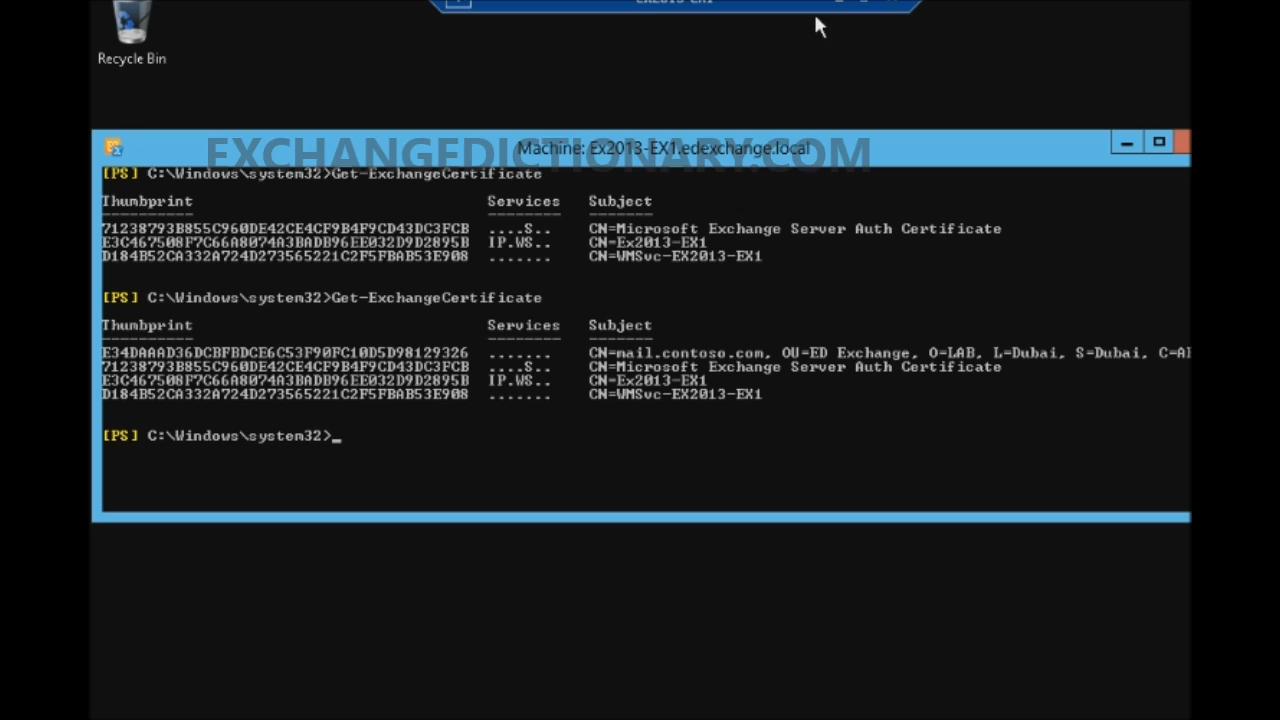 Recycle Bin
EXCHANGEDICTIONARY.COM
Machine: Ex2013-EX1.edexchange.local
[PS] C:\Windows\system32>Get-ExchangeCertificate
Thumbprint Services Subject
---------- -------- -------
71238793B855C960DE42CE4CF9B4F9CD43DC3FCB ....S.. CN=Microsoft Exchange Server Auth Certificate
E3C467508F7C66A8074A3BADB96EE032D9D2895B IP.WS.. CN=Ex2013-EX1
D184B52CA332A724D273565221C2F5FBAB53E908 ....... CN=WMSvc-EX2013-EX1
[PS] C:\Windows\system32>Get-ExchangeCertificate
Thumbprint Services Subject
---------- -------- -------
E34DAAAD36DCBFBDCE6C53F90FC10D5D98129326 ....... CN=mail.contoso.com, OU=ED Exchange, O=LAB, L=Dubai, S=Dubai, C=A
71238793B855C960DE42CE4CF9B4F9CD43DC3FCB ....S.. CN=Microsoft Exchange Server Auth Certificate
E3C467508F7C66A8074A3BADB96EE032D9D2895B IP.WS.. CN=Ex2013-EX1
D184B52CA332A724D273565221C2F5FBAB53E908 ....... CN=WMSvc-EX2013-EX1
[PS] C:\Windows\system32>_